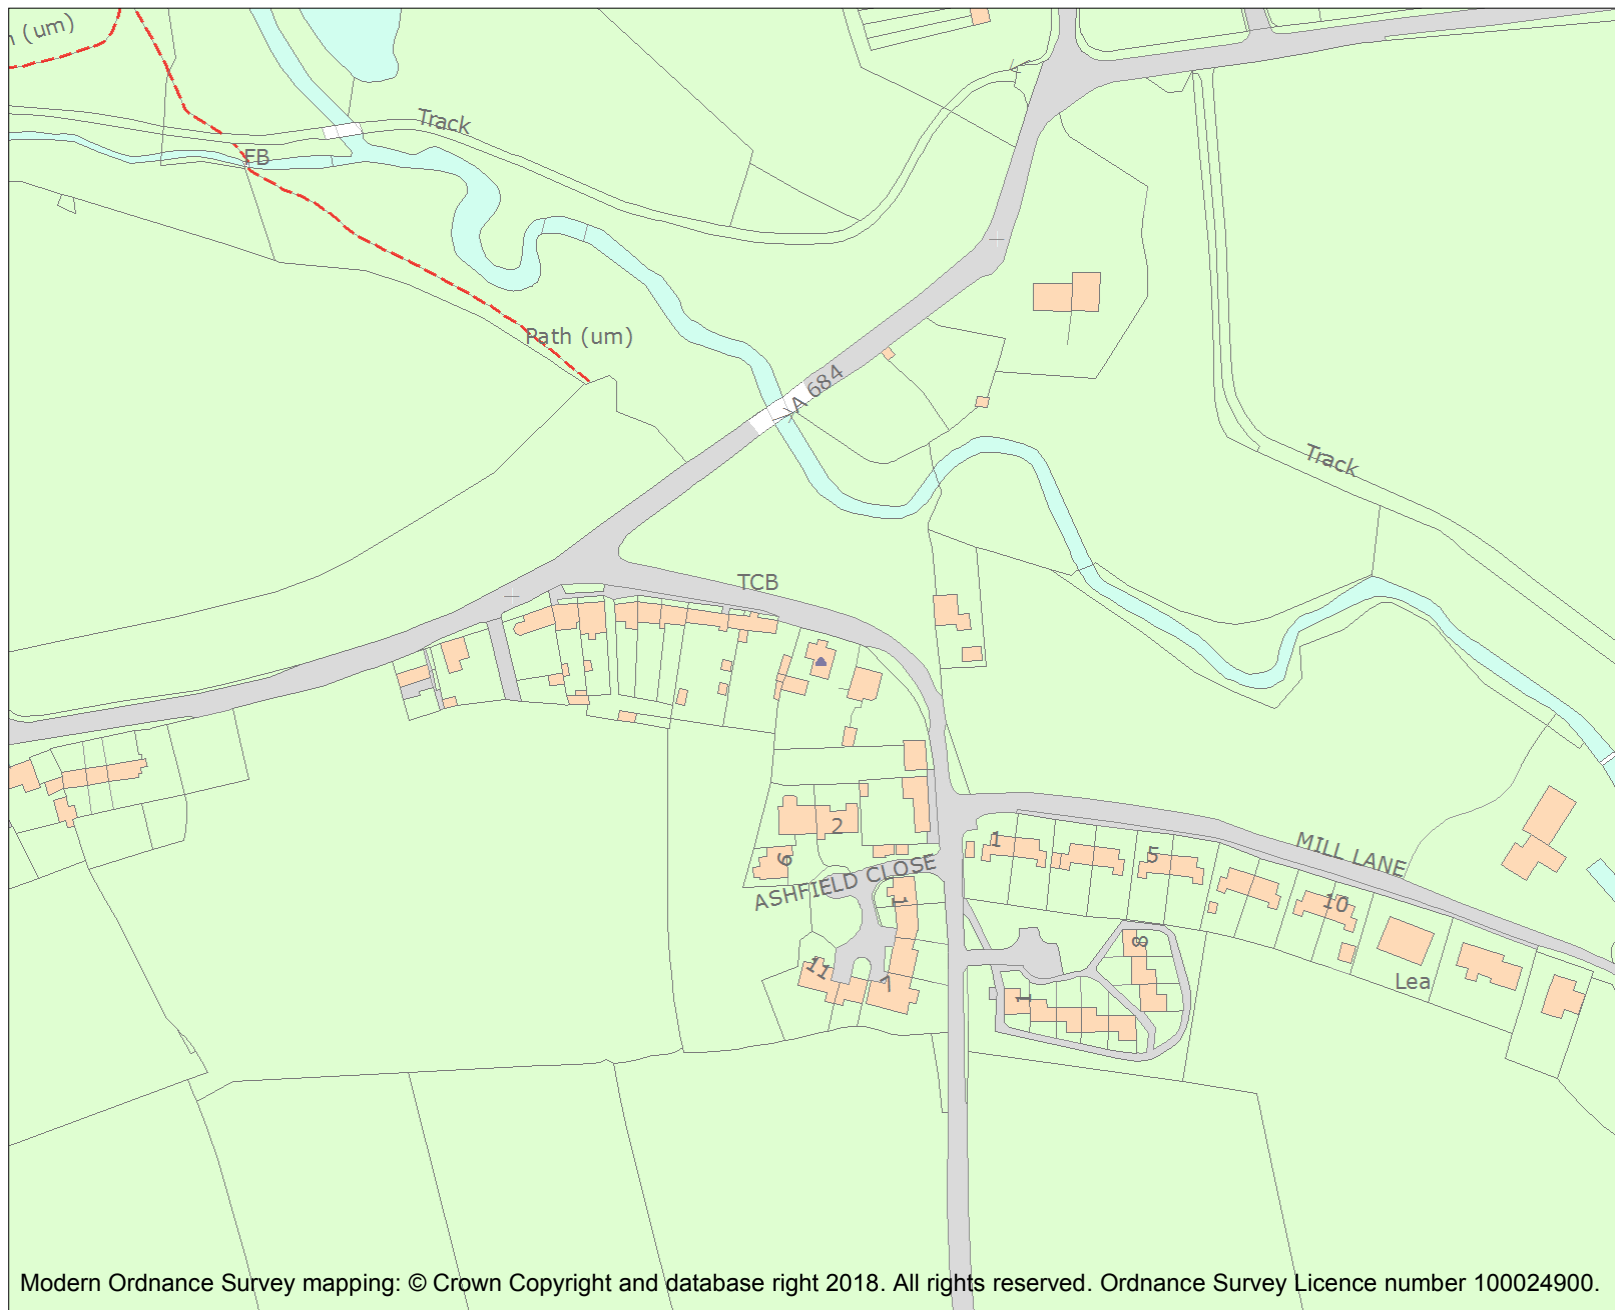 (um)
Track
FB
Path (um)
A 684
Track
TCB
MILL LANE
1
5
2
6
ASHFIELD CLOSE
10
1
8
11
7
1
Lea
Modern Ordnance Survey mapping: © Crown Copyright and database right 2018. All rights reserved. Ordnance Survey Licence number 100024900.